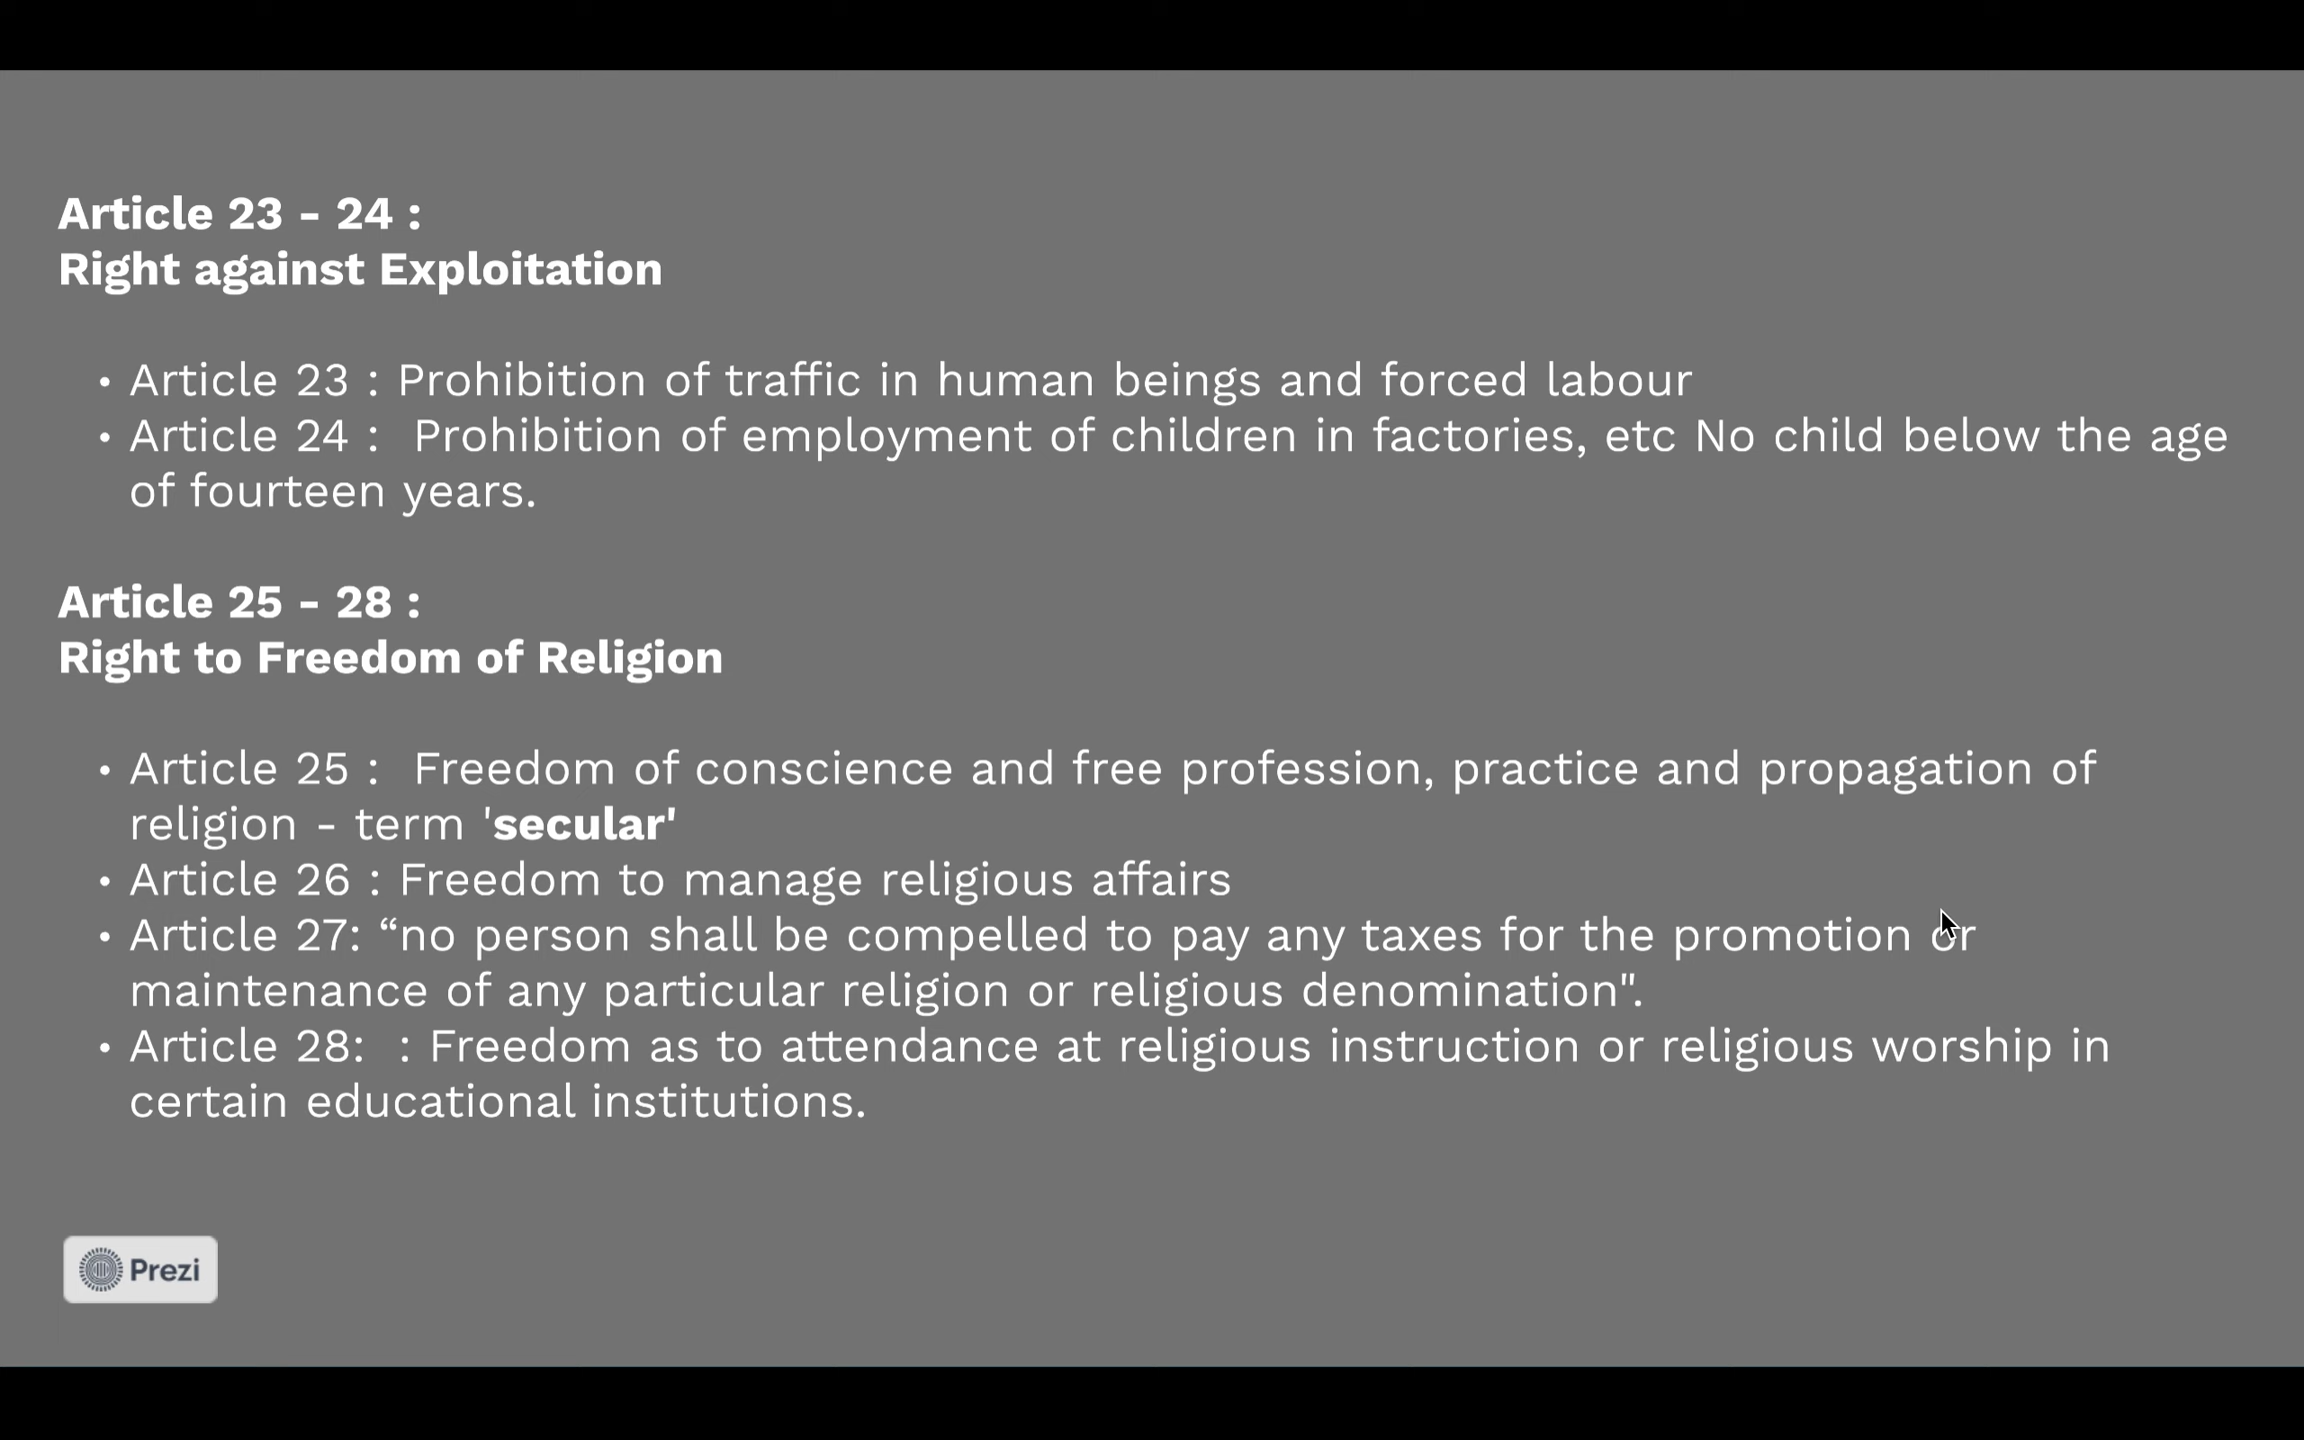 Article 23 - 24 :
Right against Exploitation
• Article 23 : Prohibition of traffic in human beings and forced labour
• Article 24 :  Prohibition of employment of children in factories, etc No child below the age
of fourteen years.
Article 25 - 28 :
Right to Freedom of Religion
• Article 25 :  Freedom of conscience and free profession, practice and propagation of
religion - term 'secular'
• Article 26 : Freedom to manage religious affairs
• Article 27: “no person shall be compelled to pay any taxes for the promotion or
maintenance of any particular religion or religious denomination".
• Article 28:  : Freedom as to attendance at religious instruction or religious worship in
certain educational institutions.
Prezi